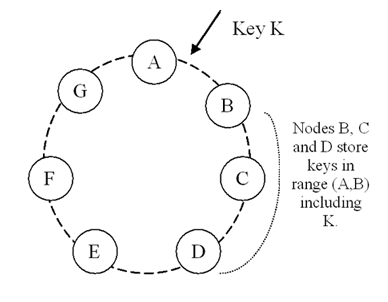 Key K
A
G
B
Nodes B, C
and D store
keys in
range (A,B)
including
K.
F
C
E
D